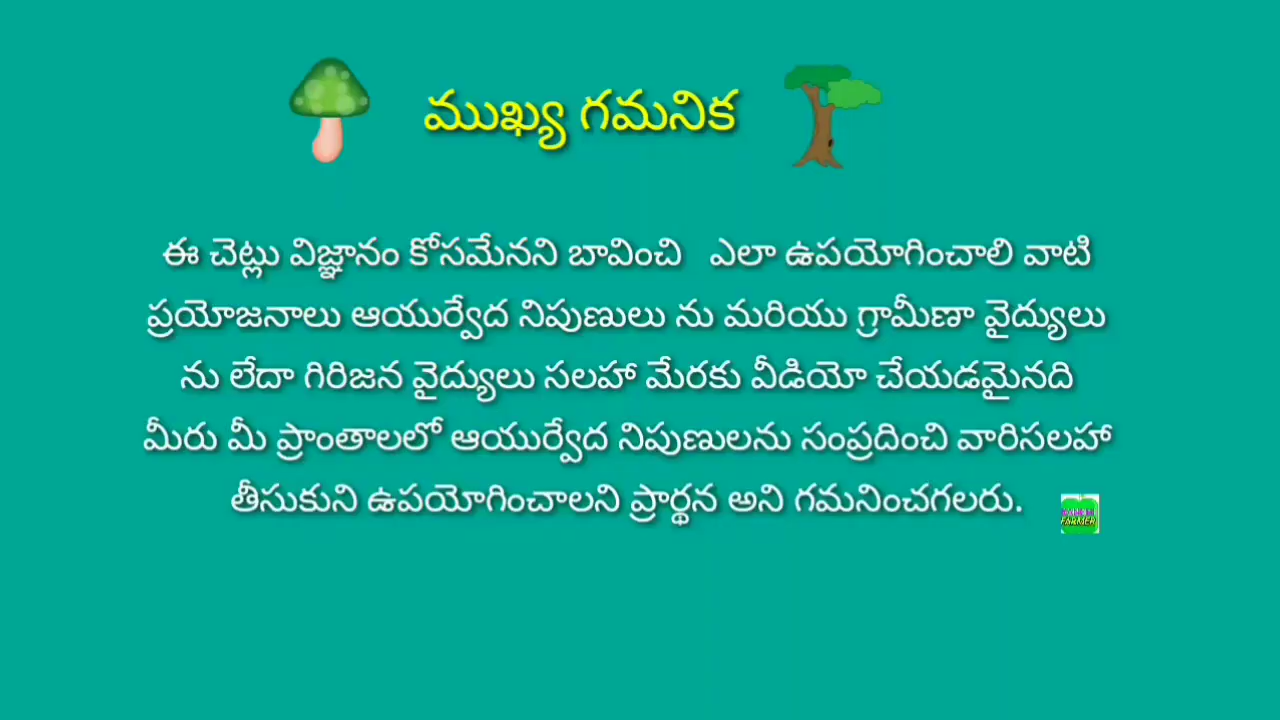 ముఖ్య గమనిక
ఈ చెట్లు విజ్ఞానం కోసమేనని బావించి ఎలా ఉపయోగించాలి వాటి
ప్రయోజనాలు ఆయుర్వేద నిపుణులు ను మరియు గ్రామీణా వైద్యులు
ను లేదా గిరిజన వైద్యులు సలహా మేరకు వీడియో చేయడమైనది
మీరు మీ ప్రాంతాలలో ఆయుర్వేద నిపుణులను సంప్రదించి వారిసలహా
తీసుకుని ఉపయోగించాలని ప్రార్థన అని గమనించగలరు.
FARMER